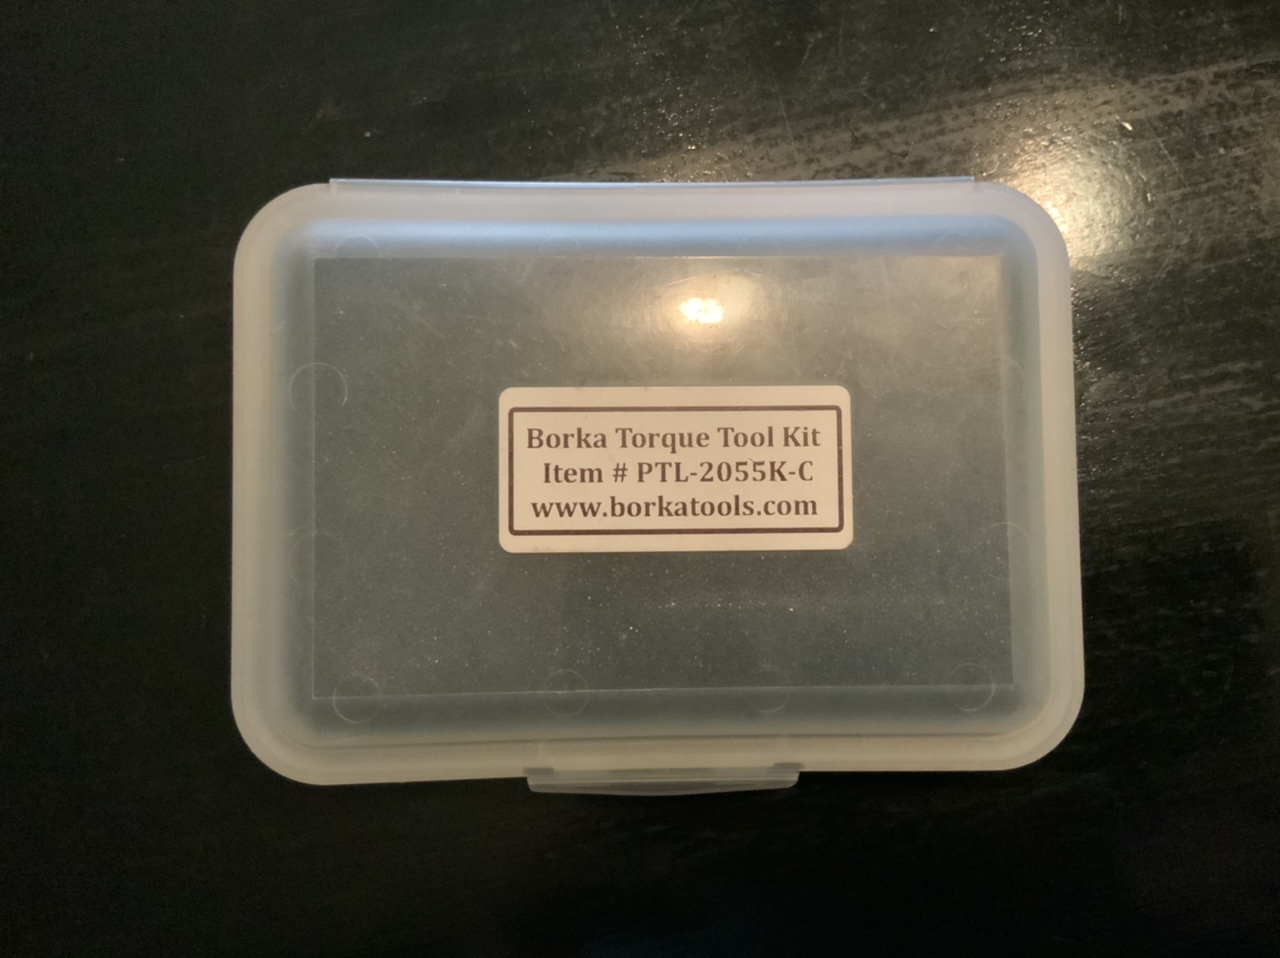 Borka Torque Tool Kit
Item # PTL-2055K-C
www.borkatools.com